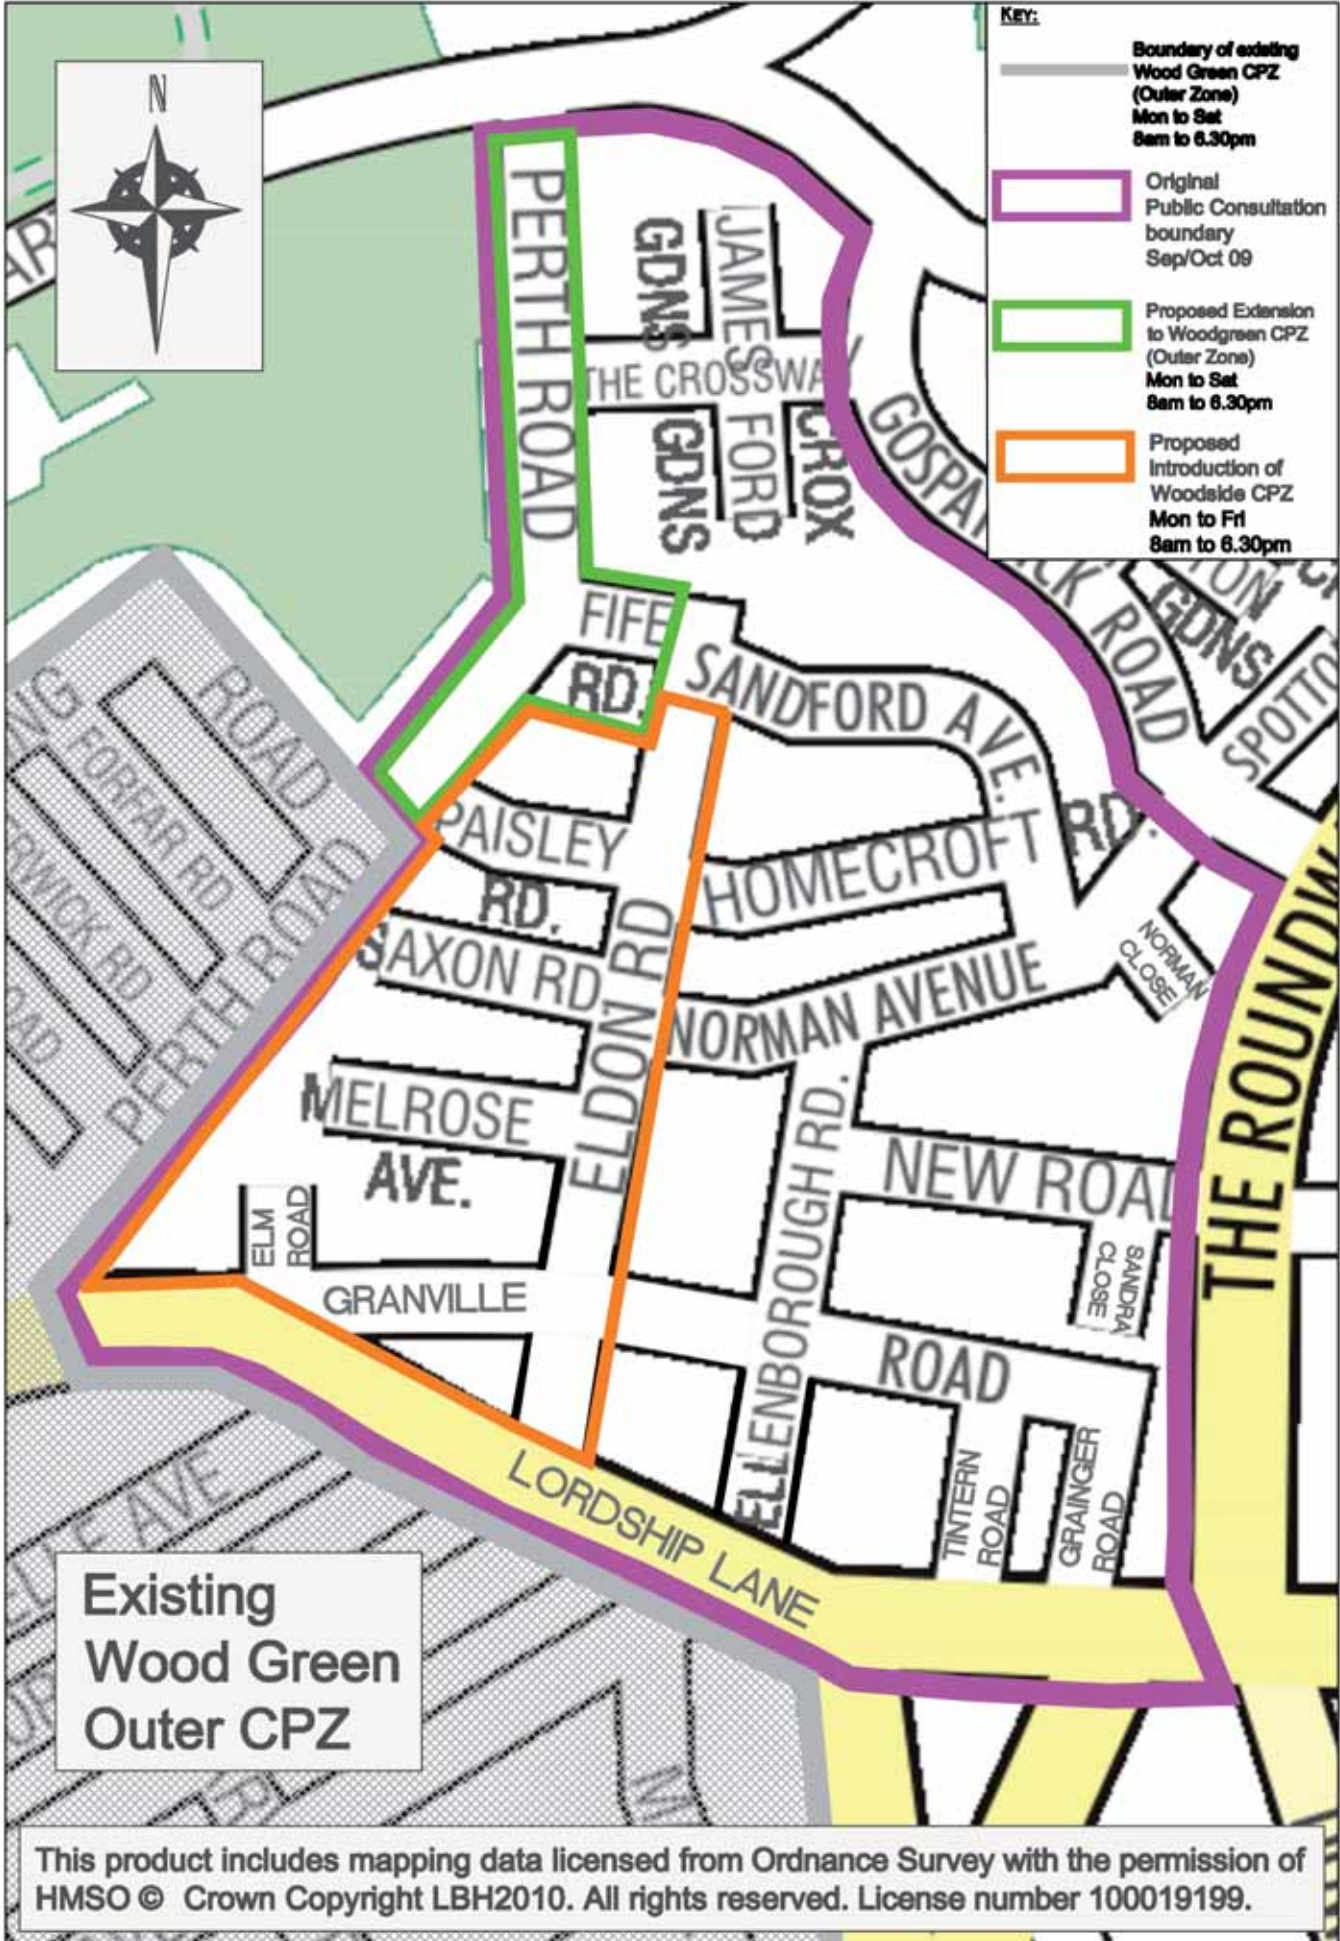 N
KEY:
Boundary of existing
Wood Green CPZ
(Outer Zone)
Mon to Sat
8am to 6.30pm
Original
Public Consultation
boundary
Sep/Oct 09
Proposed Extension
to Woodgreen CPZ
(Outer Zone)
Mon to Sat
8am to 6.30pm
Proposed
Introduction of
Woodside CPZ
Mon to Fri
8am to 6.30pm
PERTH ROAD
GDNS
JAMES
THE CROSSWAY
GDNS
FORD
CROX
ROAD
GDNS
FIFE
RD.
SANDFORD AVE.
ROAD
FORFAR RD
PERTH ROAD
PAISLEY
RD.
HOMECROFT
RD.
SAXON RD
ELDON RD
NORMAN AVENUE
NORMAN
CLOSE
MELROSE
AVE.
ELLENBOROUGH RD.
NEW ROAD
ELM
ROAD
GRANVILLE
ROAD
SANDRA
CLOSE
TINTERN
ROAD
GRAINGER
ROAD
LORDSHIP LANE
AVE
Existing
Wood Green
Outer CPZ
This product includes mapping data licensed from Ordnance Survey with the permission of
HMSO © Crown Copyright LBH2010. All rights reserved. License number 100019199.